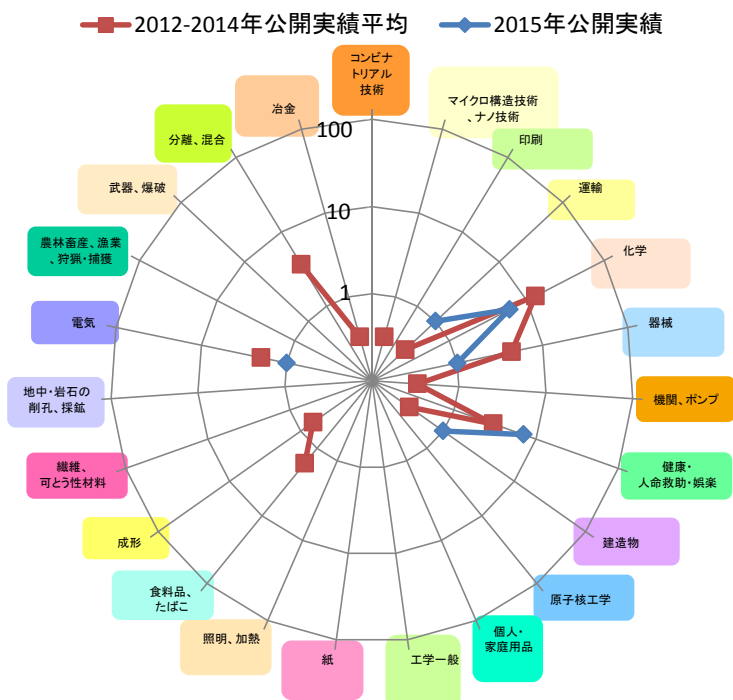 2012-2014年公開実績平均
2015年公開実績
コンビナ
トリアル
技術
マイクロ構造技術
、ナノ技術
印刷
運輸
化学
器械
機関、ポンプ
健康・
人命救助・娯楽
建造物
原子核工学
個人・
家庭用品
工学一般
紙
照明、加熱
食料品、
たばこ
成形
繊維、
可とう性材料
地中・岩石の
削孔、採鉱
電気
農林畜産、漁業
、狩猟・捕獲
武器、爆破
分離、混合
冶金
100
10
1